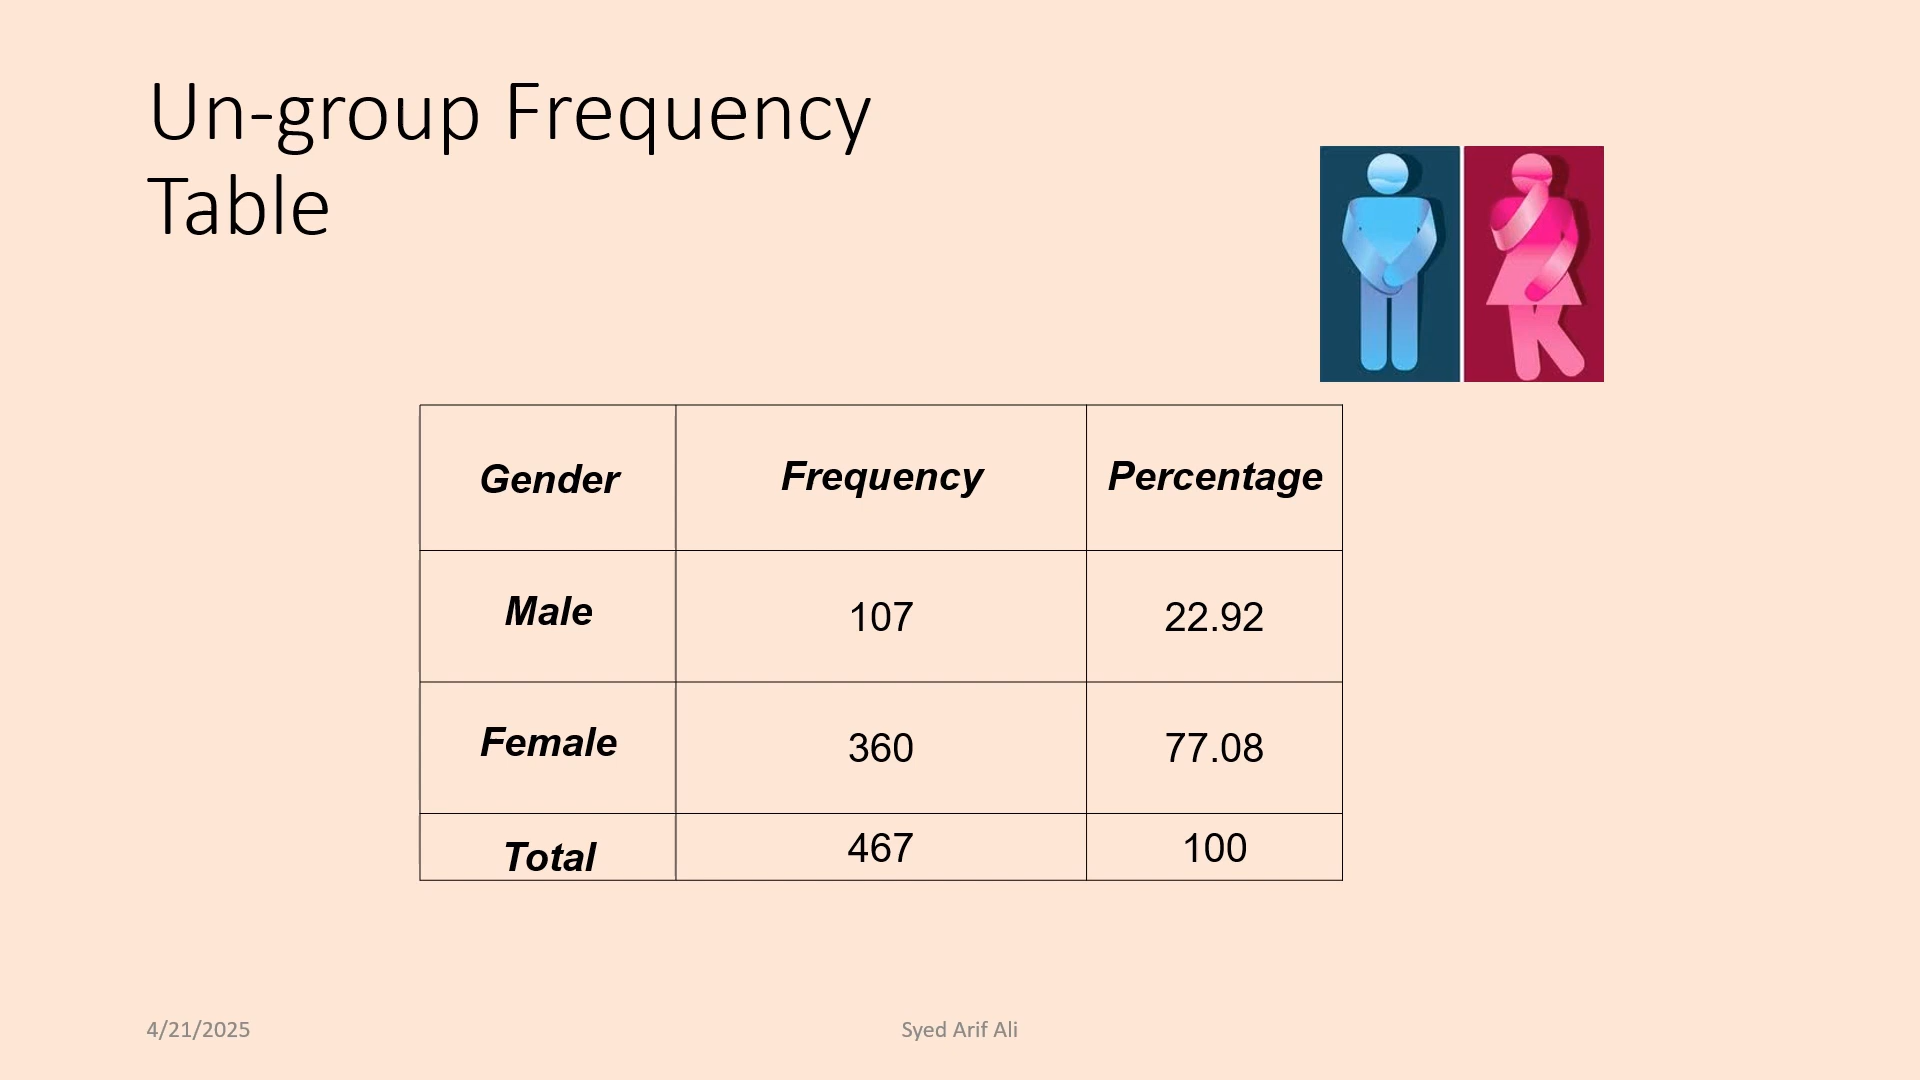 Un-group Frequency
Table
Gender Frequency Percentage
Male 107 22.92
Female 360 77.08
Total 467 100
4/21/2025 Syed Arif Ali